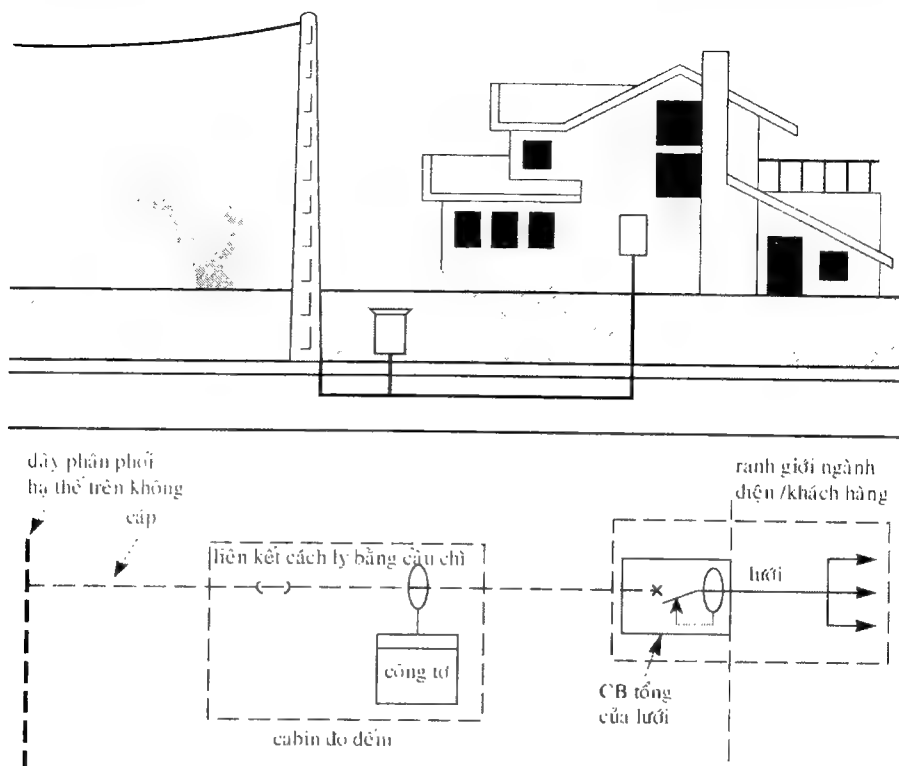 dây phân phối
hạ thế trên không
cáp
ranh giới ngành
điện /khách hàng
liên kết cách ly bằng cầu chì
lưới
công tơ
CB tổng
của lưới
cabin đo đếm